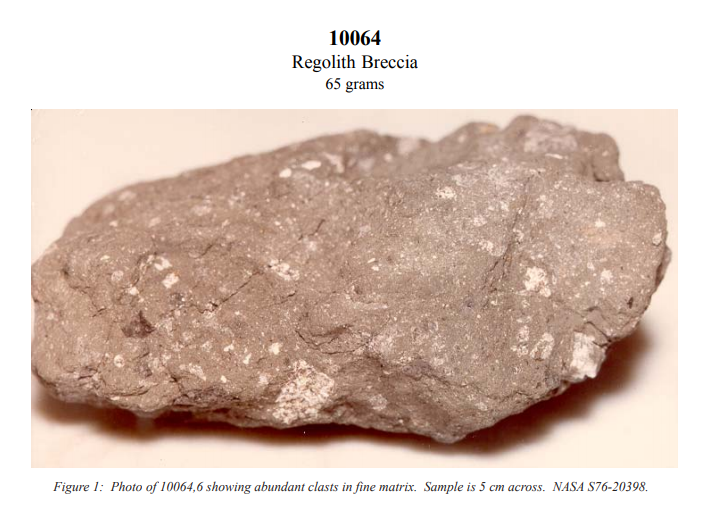 10064
Regolith Breccia
65 grams
Figure 1:  Photo of 10064,6 showing abundant clasts in fine matrix.  Sample is 5 cm across.  NASA S76-20398.